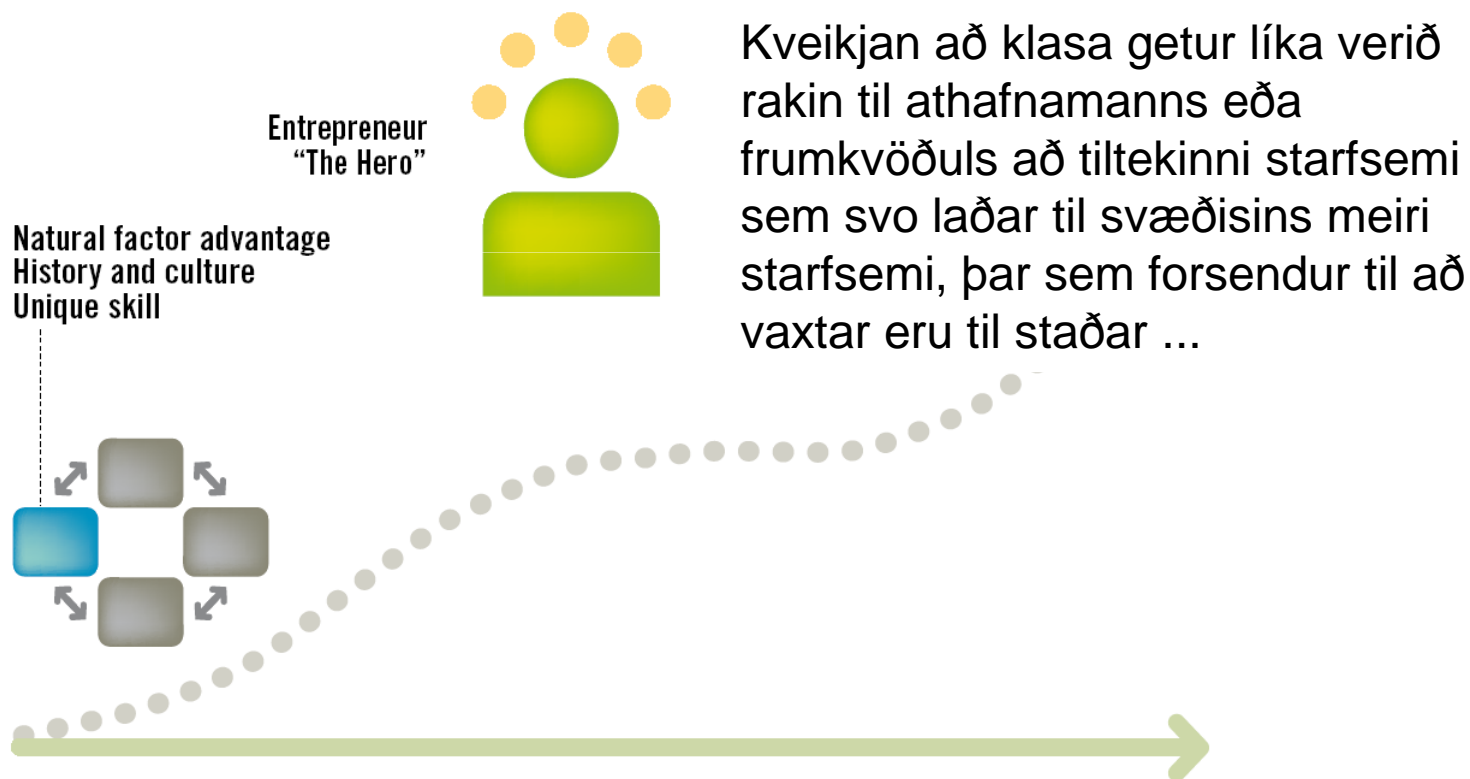 Kveikjan að klasa getur líka verið
rakin til athafnamanns eða
frumkvöðuls að tiltekinni starfsemi
sem svo laðar til svæðisins meiri
starfsemi, þar sem forsendur til að
vaxtar eru til staðar ...
Entrepreneur
“The Hero”
Natural factor advantage
History and culture
Unique skill